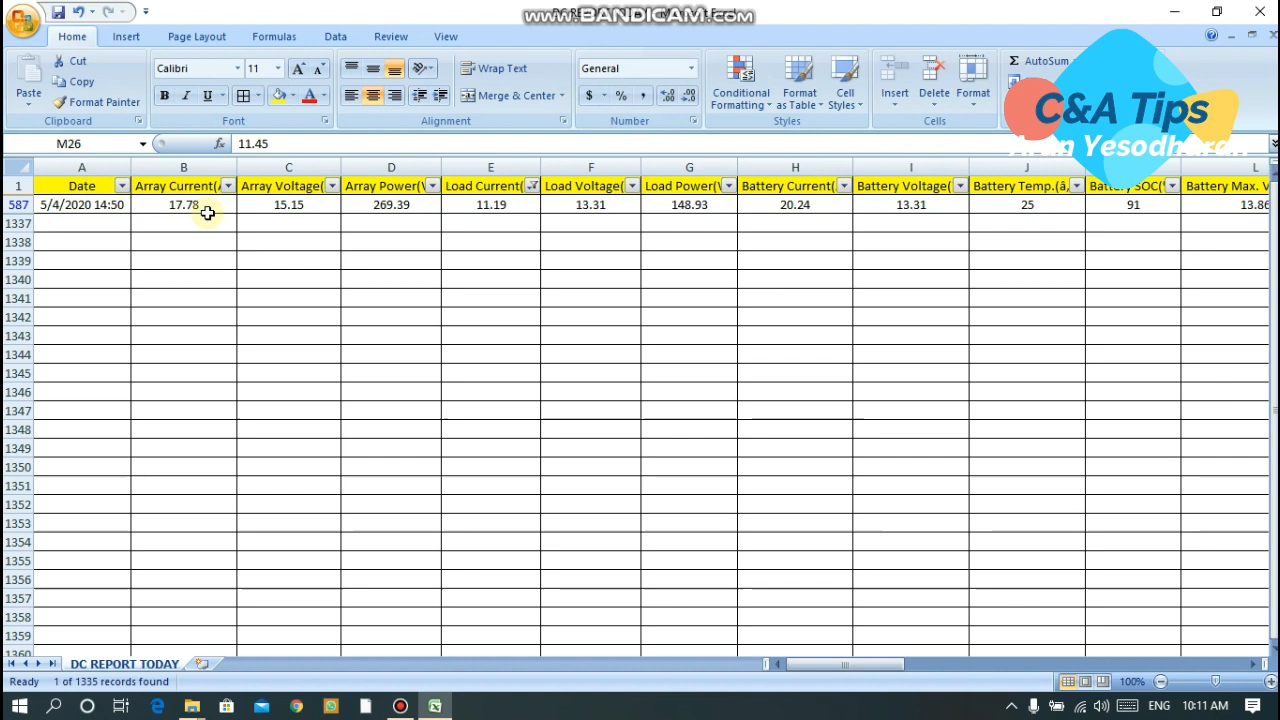 DC REPORT TODAY - Microsoft Excel
www.BANDICAM.com
Home Insert Page Layout Formulas Data Review View
Paste
Cut
Copy
Format Painter
Clipboard
Calibri 11
B I U
Font
Wrap Text
Merge & Center
Alignment
General
$ % ,
Number
Conditional Formatting
Format as Table
Cell Styles
Styles
Insert
Delete
Format
Cells
Σ AutoSum
C&A Tips
Arun Yesodharan
M26 fx 11.45
A B C D E F G H I J K L
1 Date Array Current(A Array Voltage( Array Power(W Load Current( Load Voltage( Load Power(W Battery Current( Battery Voltage( Battery Temp.(â, Battery SOC(% Battery Max. V
587 5/4/2020 14:50 17.78 15.15 269.39 11.19 13.31 148.93 20.24 13.31 25 91 13.86
1337
1338
1339
1340
1341
1342
1343
1344
1345
1346
1347
1348
1349
1350
1351
1352
1353
1354
1355
1356
1357
1358
1359
1360
DC REPORT TODAY
Ready 1 of 1335 records found 100%
ENG 10:11 AM